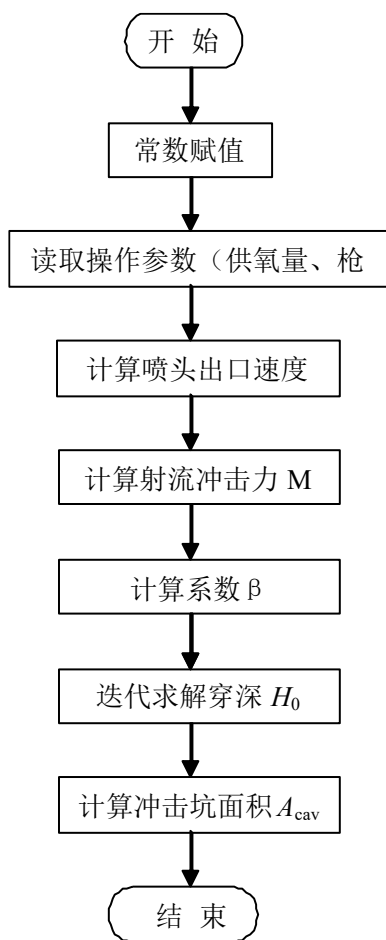 开 始
常数赋值
读取操作参数（供氧量、枪
计算喷头出口速度
计算射流冲击力 M
计算系数 β
迭代求解穿深 H₀
计算冲击坑面积 A_cav
结 束